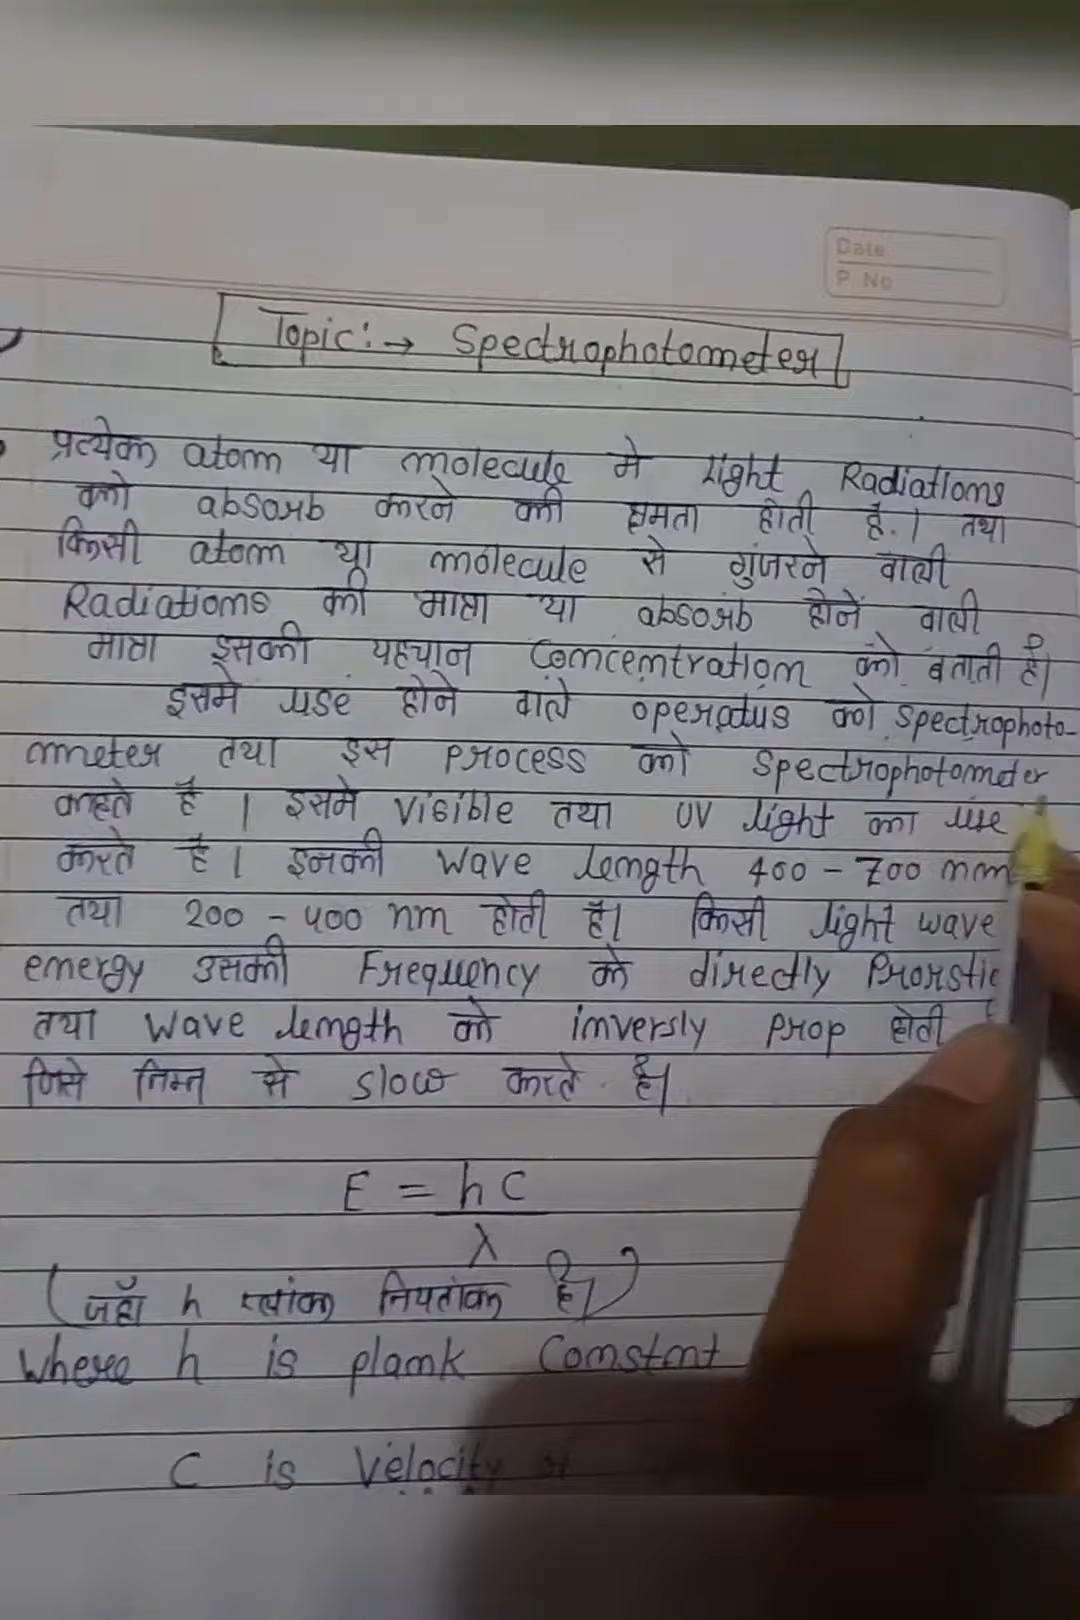 Date
P. No
Topic:→ Spectrophotometer
प्रत्येक atom या molecule मे light Radiations
को absorb करने की क्षमता होती है.। तथा
किसी atom या molecule से गुंजरने वाली
Radiations की मात्रा या absorb होने वाली
मात्रा इसकी पहचान Concentration को बताती है।
इसमें use होने वाले operatus को spectrophoto-
meter तथा इस process को spectrophotometer
कहते है । इसमे visible तथा UV light का use
करते है । इनकी wave length 400 - 700 nm
तथा 200 - 400 nm होती है। किसी light wave
energy उसकी Frequency के directly
तथा wave length के inversly prop होती
जिसे निम्न से slow करते है।
E = hc
λ
(जहाँ h प्लांक नियतांक है।)
where h is plank Constnt
C is Velocity